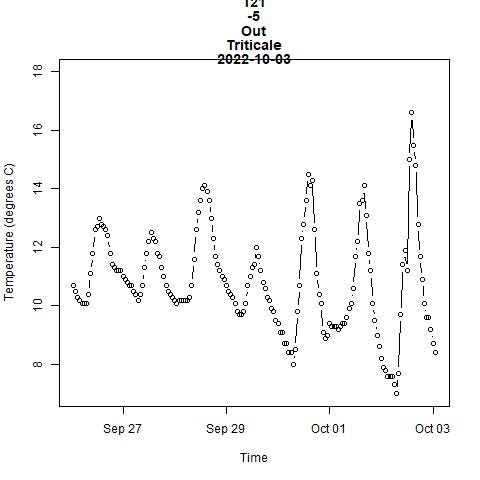 121
-5
Out
Triticale
2022-10-03
Temperature (degrees C)
18
16
14
12
10
8
Sep 27
Sep 29
Oct 01
Oct 03
Time